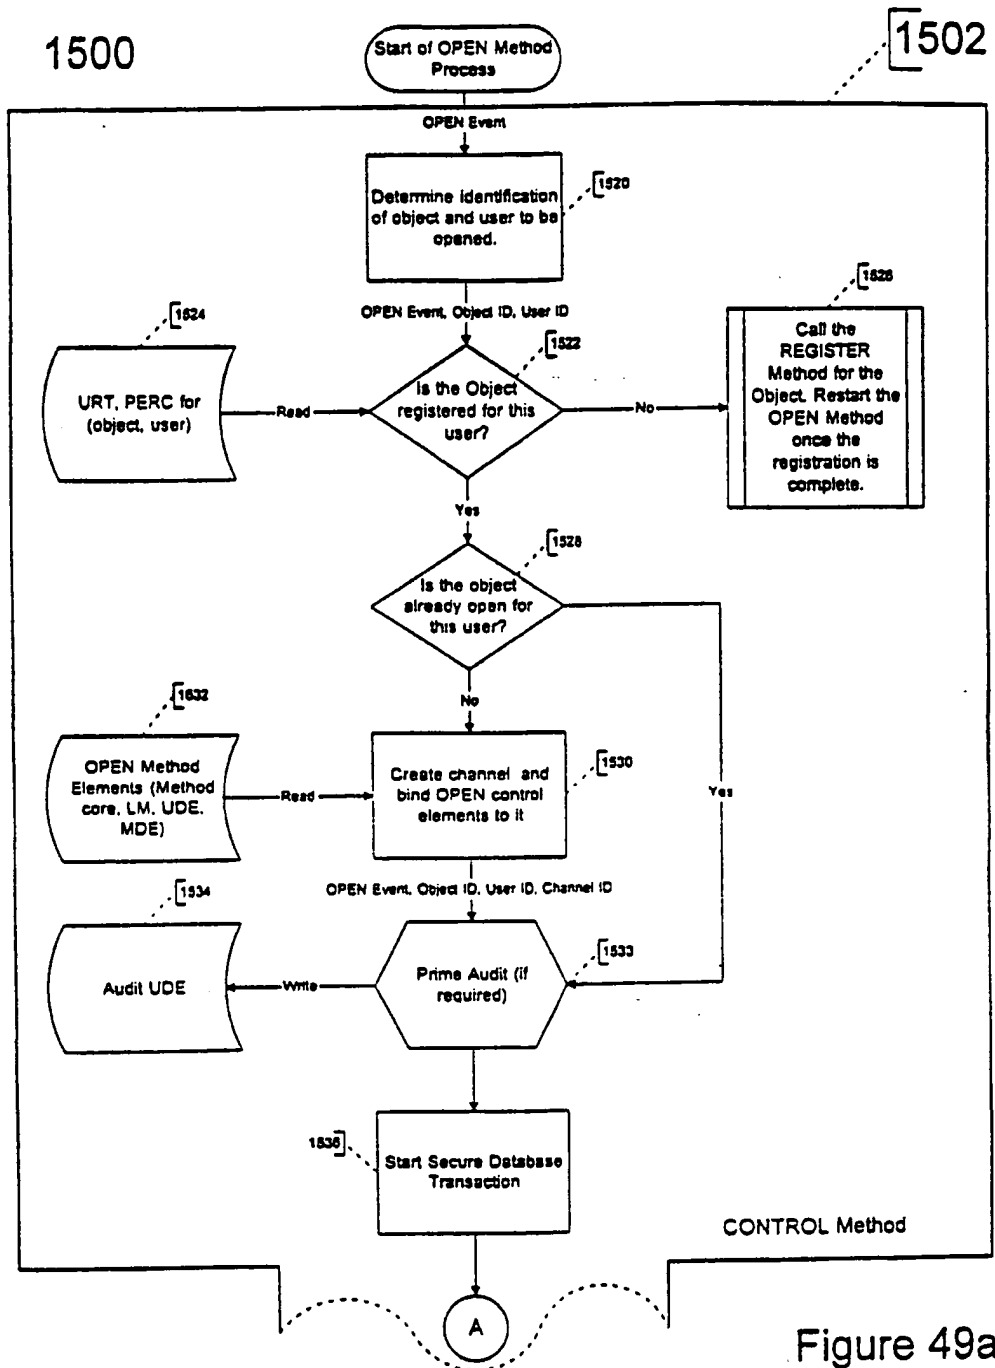 1500
Start of OPEN Method
Process
1502
OPEN Event
Determine identification
of object and user to be
opened.
1520
OPEN Event, Object ID, User ID
1524
URT, PERC for
(object, user)
Read
1522
Is the Object
registered for this
user?
No
1526
Call the
REGISTER
Method for the
Object. Restart the
OPEN Method
once the
registration is
complete.
Yes
1528
Is the object
already open for
this user?
Yes
No
1532
OPEN Method
Elements (Method
core, LM, UDE,
MDE)
Read
Create channel and
bind OPEN control
elements to it
1530
OPEN Event, Object ID, User ID, Channel ID
1534
Audit UDE
Write
Prime Audit (if
required)
1533
1536
Start Secure Database
Transaction
CONTROL Method
A
Figure 49a